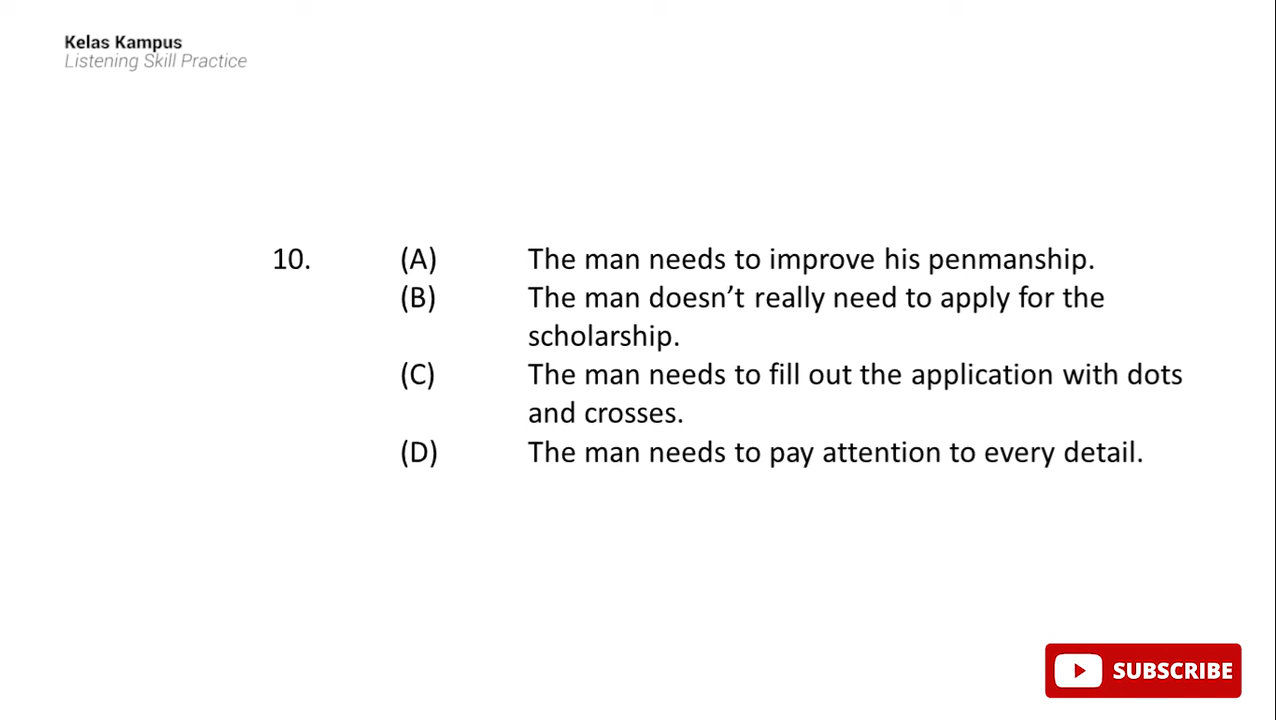 Kelas Kampus
Listening Skill Practice
10. (A) The man needs to improve his penmanship.
(B) The man doesn’t really need to apply for the
scholarship.
(C) The man needs to fill out the application with dots
and crosses.
(D) The man needs to pay attention to every detail.
SUBSCRIBE